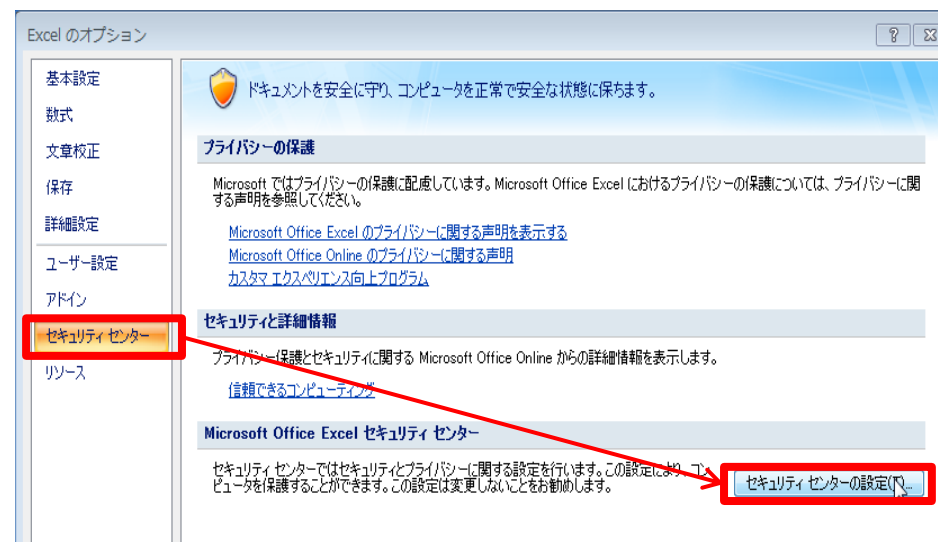 Excel のオプション
基本設定
数式
文章校正
保存
詳細設定
ユーザー設定
アドイン
セキュリティ センター
リソース
ドキュメントを安全に守り、コンピュータを正常で安全な状態に保ちます。
プライバシーの保護
Microsoft ではプライバシーの保護に配慮しています。Microsoft Office Excel におけるプライバシーの保護については、プライバシーに関
する声明を参照してください。
Microsoft Office Excel のプライバシーに関する声明を表示する
Microsoft Office Online のプライバシーに関する声明
カスタマ エクスペリエンス向上プログラム
セキュリティと詳細情報
プライバシー保護とセキュリティに関する Microsoft Office Online からの詳細情報を表示します。
信頼できるコンピューティング
Microsoft Office Excel セキュリティ センター
セキュリティ センターではセキュリティとプライバシーに関する設定を行います。この設定により、コン
ピュータを保護することができます。この設定は変更しないことをお勧めします。
セキュリティ センターの設定(T)...